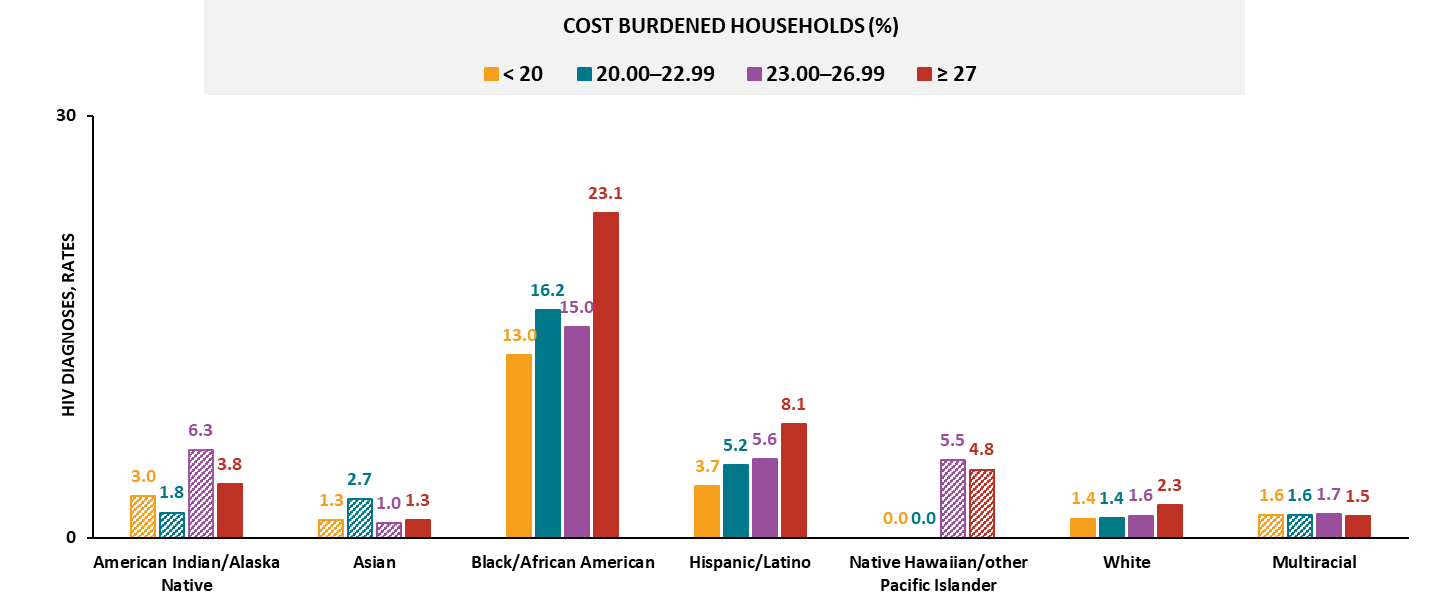 COST BURDENED HOUSEHOLDS (%)
< 20 20.00–22.99 23.00–26.99 ≥ 27
30
HIV DIAGNOSES, RATES
0
3.0 1.8 6.3 3.8
1.3 2.7 1.0 1.3
13.0 16.2 15.0 23.1
3.7 5.2 5.6 8.1
0.0 0.0 5.5 4.8
1.4 1.4 1.6 2.3
1.6 1.6 1.7 1.5
American Indian/Alaska
Native
Asian
Black/African American
Hispanic/Latino
Native Hawaiian/other
Pacific Islander
White
Multiracial